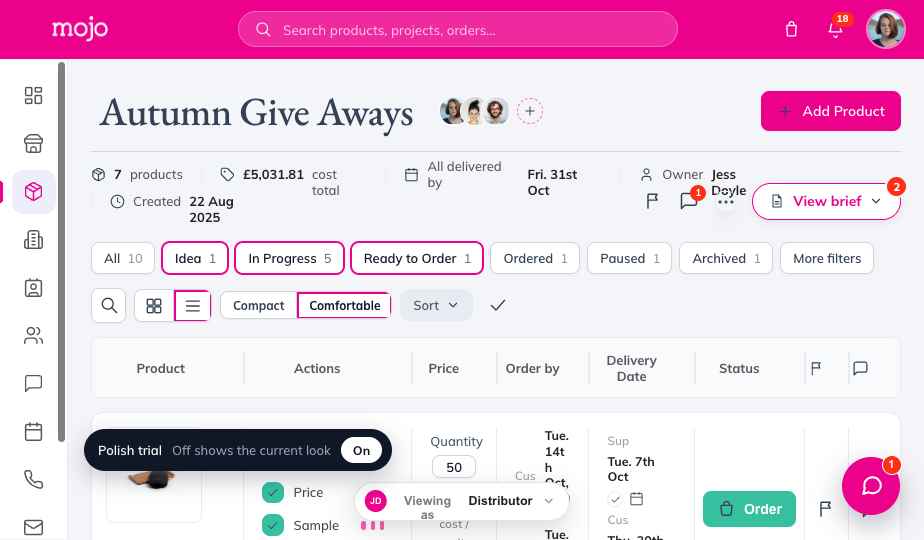 mojo
Search products, projects, orders...
18
Autumn Give Aways
Add Product
7 products
£5,031.81 cost total
All delivered by Fri. 31st Oct
Owner Jess Doyle
Created 22 Aug 2025
1
View brief
2
All 10
Idea 1
In Progress 5
Ready to Order 1
Ordered 1
Paused 1
Archived 1
More filters
Compact
Comfortable
Sort
Product
Actions
Price
Order by
Delivery Date
Status
Polish trial Off shows the current look On
Price
Sample
Quantity
50
cost /
Cus
Tue.
14t
h
Oct,
Tue.
Sup
Tue. 7th
Oct
Cus
Order
JD
Viewing as
Distributor
1